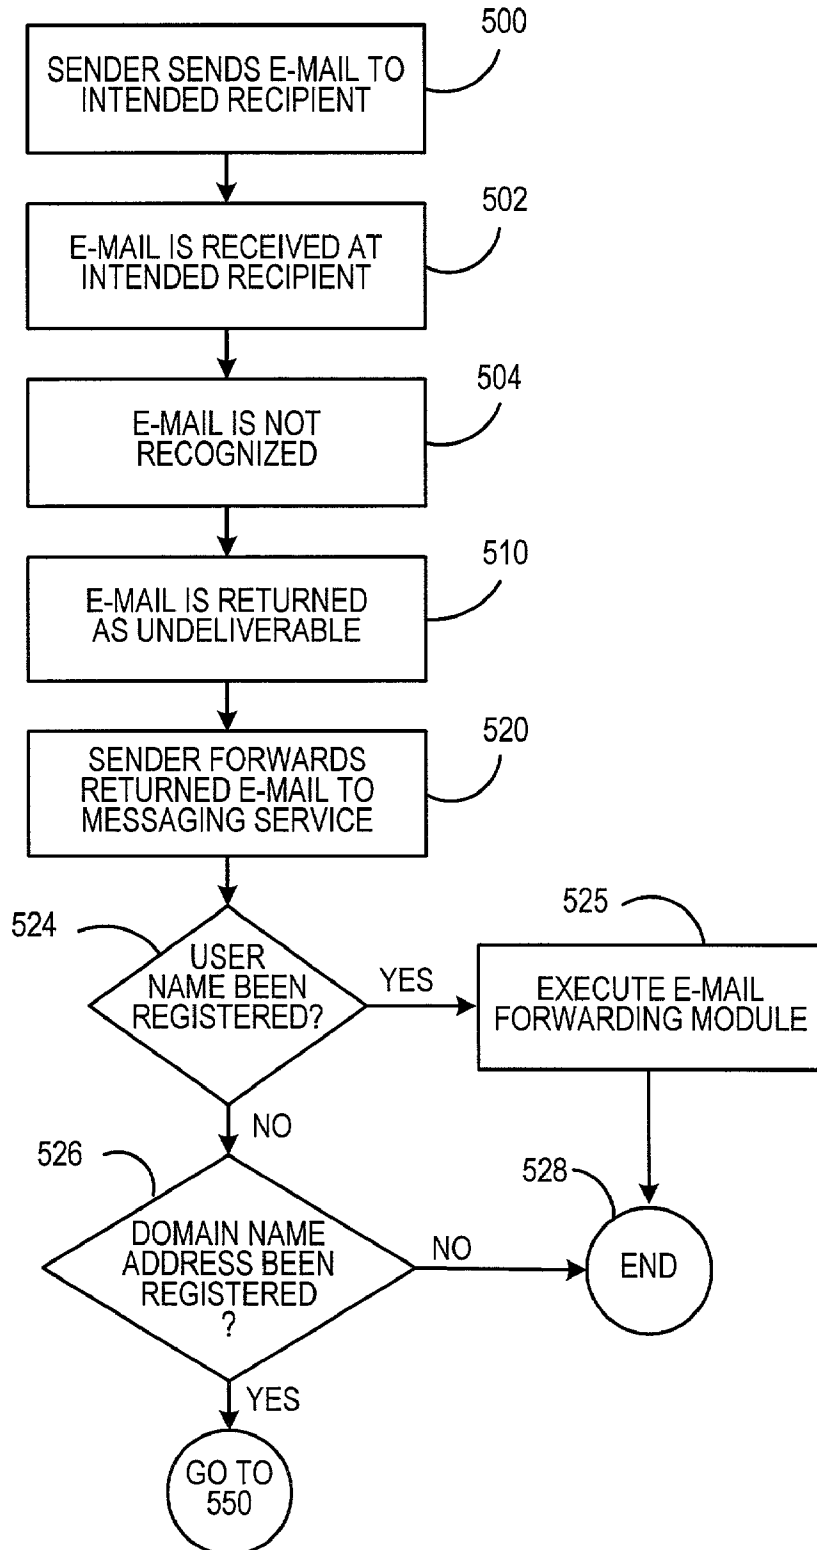 500
SENDER SENDS E-MAIL TO
INTENDED RECIPIENT
502
E-MAIL IS RECEIVED AT
INTENDED RECIPIENT
504
E-MAIL IS NOT
RECOGNIZED
510
E-MAIL IS RETURNED
AS UNDELIVERABLE
520
SENDER FORWARDS
RETURNED E-MAIL TO
MESSAGING SERVICE
524
USER
NAME BEEN
REGISTERED?
YES
525
EXECUTE E-MAIL
FORWARDING MODULE
NO
526
DOMAIN NAME
ADDRESS BEEN
REGISTERED
?
NO
528
END
YES
GO TO
550